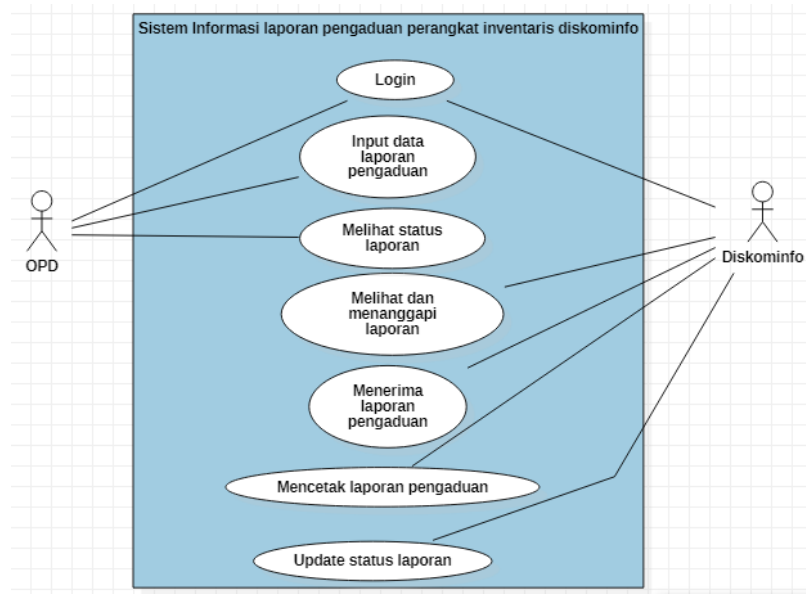 Sistem Informasi laporan pengaduan perangkat inventaris diskominfo
Login
Input data
laporan
pengaduan
Melihat status
laporan
OPD
Diskominfo
Melihat dan
menanggapi
laporan
Menerima
laporan
pengaduan
Mencetak laporan pengaduan
Update status laporan